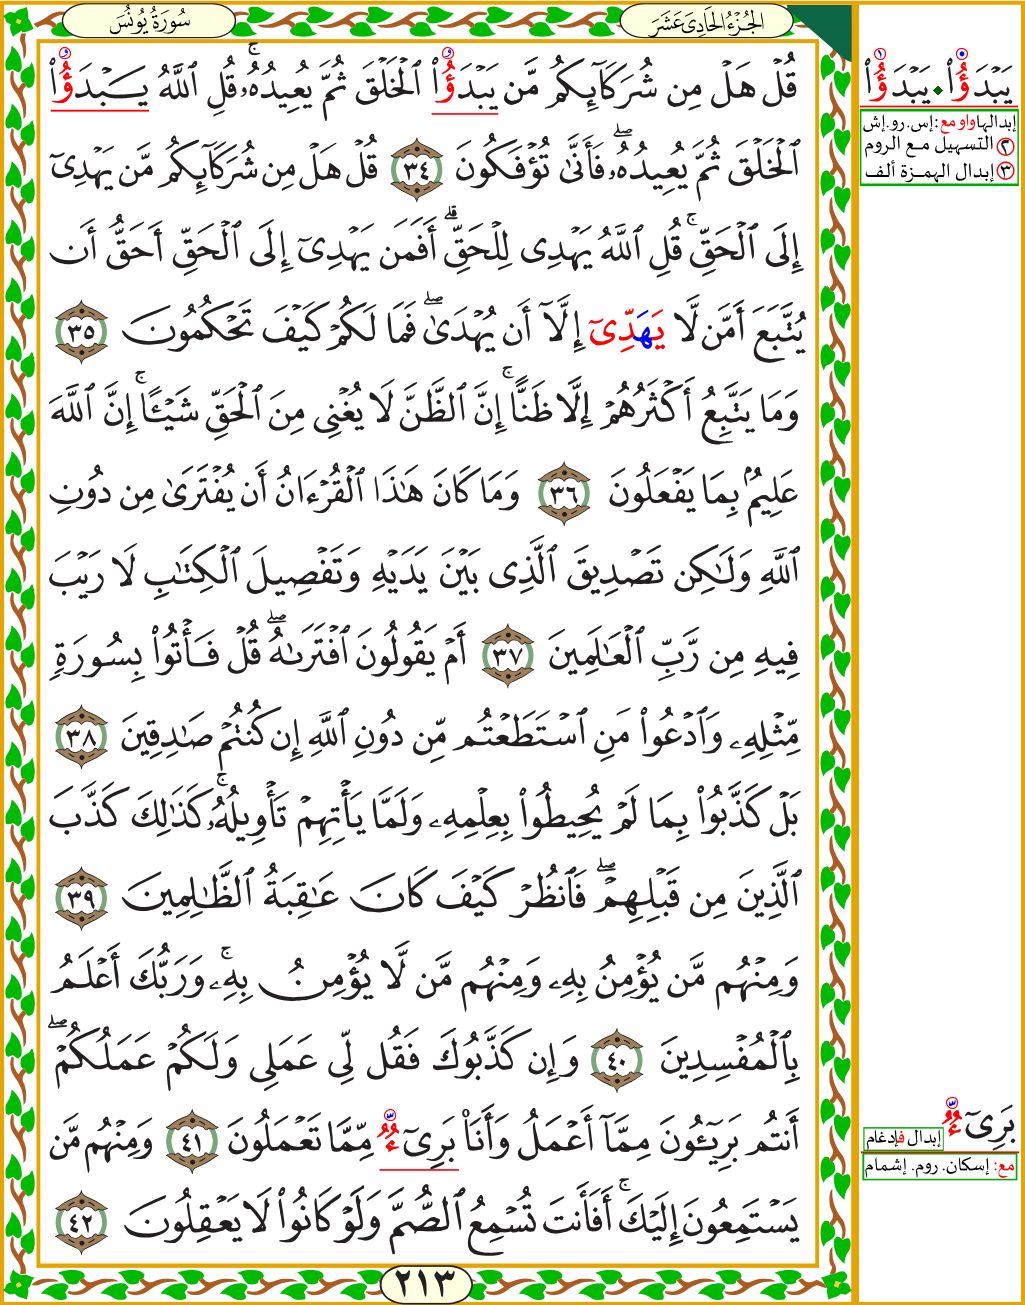 سُورَةُ يُونُسَ
الجُزْءُ الحَادِى عَشَرَ
قُلْ هَلْ مِن شُرَكَآئِكُم مَّن يَبْدَؤُا۟ ٱلْخَلْقَ ثُمَّ يُعِيدُهُۥ ۚ قُلِ ٱللَّهُ يَبْدَؤُا۟
ٱلْخَلْقَ ثُمَّ يُعِيدُهُۥ ۖ فَأَنَّىٰ تُؤْفَكُونَ ٣٤ قُلْ هَلْ مِن شُرَكَآئِكُم مَّن يَهْدِىٓ
إِلَى ٱلْحَقِّ ۚ قُلِ ٱللَّهُ يَهْدِى لِلْحَقِّ ۗ أَفَمَن يَهْدِىٓ إِلَى ٱلْحَقِّ أَحَقُّ أَن
يُتَّبَعَ أَمَّن لَّا يَهَدِّىٓ إِلَّآ أَن يُهْدَىٰ ۖ فَمَا لَكُمْ كَيْفَ تَحْكُمُونَ ٣٥
وَمَا يَتَّبِعُ أَكْثَرُهُمْ إِلَّا ظَنًّا ۚ إِنَّ ٱلظَّنَّ لَا يُغْنِى مِنَ ٱلْحَقِّ شَيْـًٔا ۚ إِنَّ ٱللَّهَ
عَلِيمٌۢ بِمَا يَفْعَلُونَ ٣٦ وَمَا كَانَ هَـٰذَا ٱلْقُرْءَانُ أَن يُفْتَرَىٰ مِن دُونِ
ٱللَّهِ وَلَـٰكِن تَصْدِيقَ ٱلَّذِى بَيْنَ يَدَيْهِ وَتَفْصِيلَ ٱلْكِتَـٰبِ لَا رَيْبَ
فِيهِ مِن رَّبِّ ٱلْعَـٰلَمِينَ ٣٧ أَمْ يَقُولُونَ ٱفْتَرَىٰهُ ۖ قُلْ فَأْتُوا۟ بِسُورَةٍ
مِّثْلِهِۦ وَٱدْعُوا۟ مَنِ ٱسْتَطَعْتُم مِّن دُونِ ٱللَّهِ إِن كُنتُمْ صَـٰدِقِينَ ٣٨
بَلْ كَذَّبُوا۟ بِمَا لَمْ يُحِيطُوا۟ بِعِلْمِهِۦ وَلَمَّا يَأْتِهِمْ تَأْوِيلُهُۥ ۚ كَذَٰلِكَ كَذَّبَ
ٱلَّذِينَ مِن قَبْلِهِمْ ۖ فَٱنظُرْ كَيْفَ كَانَ عَـٰقِبَةُ ٱلظَّـٰلِمِينَ ٣٩
وَمِنْهُم مَّن يُؤْمِنُ بِهِۦ وَمِنْهُم مَّن لَّا يُؤْمِنُ بِهِۦ ۚ وَرَبُّكَ أَعْلَمُ
بِٱلْمُفْسِدِينَ ٤٠ وَإِن كَذَّبُوكَ فَقُل لِّى عَمَلِى وَلَكُمْ عَمَلُكُمْ ۖ
أَنتُم بَرِيٓـُٔونَ مِمَّآ أَعْمَلُ وَأَنَا۠ بَرِىٓءٌ مِّمَّا تَعْمَلُونَ ٤١ وَمِنْهُم مَّن
يَسْتَمِعُونَ إِلَيْكَ ۚ أَفَأَنتَ تُسْمِعُ ٱلصُّمَّ وَلَوْ كَانُوا۟ لَا يَعْقِلُونَ ٤٢
٢١٣
يَبْدَؤُا۟ . يَبْدَؤُا۟
إبدالها واو مع: إس. رو. إش
٢ التسهيل مع الروم
٣ إبدال الهمزة ألف
بَرِىٓءٌ
إبدال فإدغام
مع: إسكان. روم. إشمام